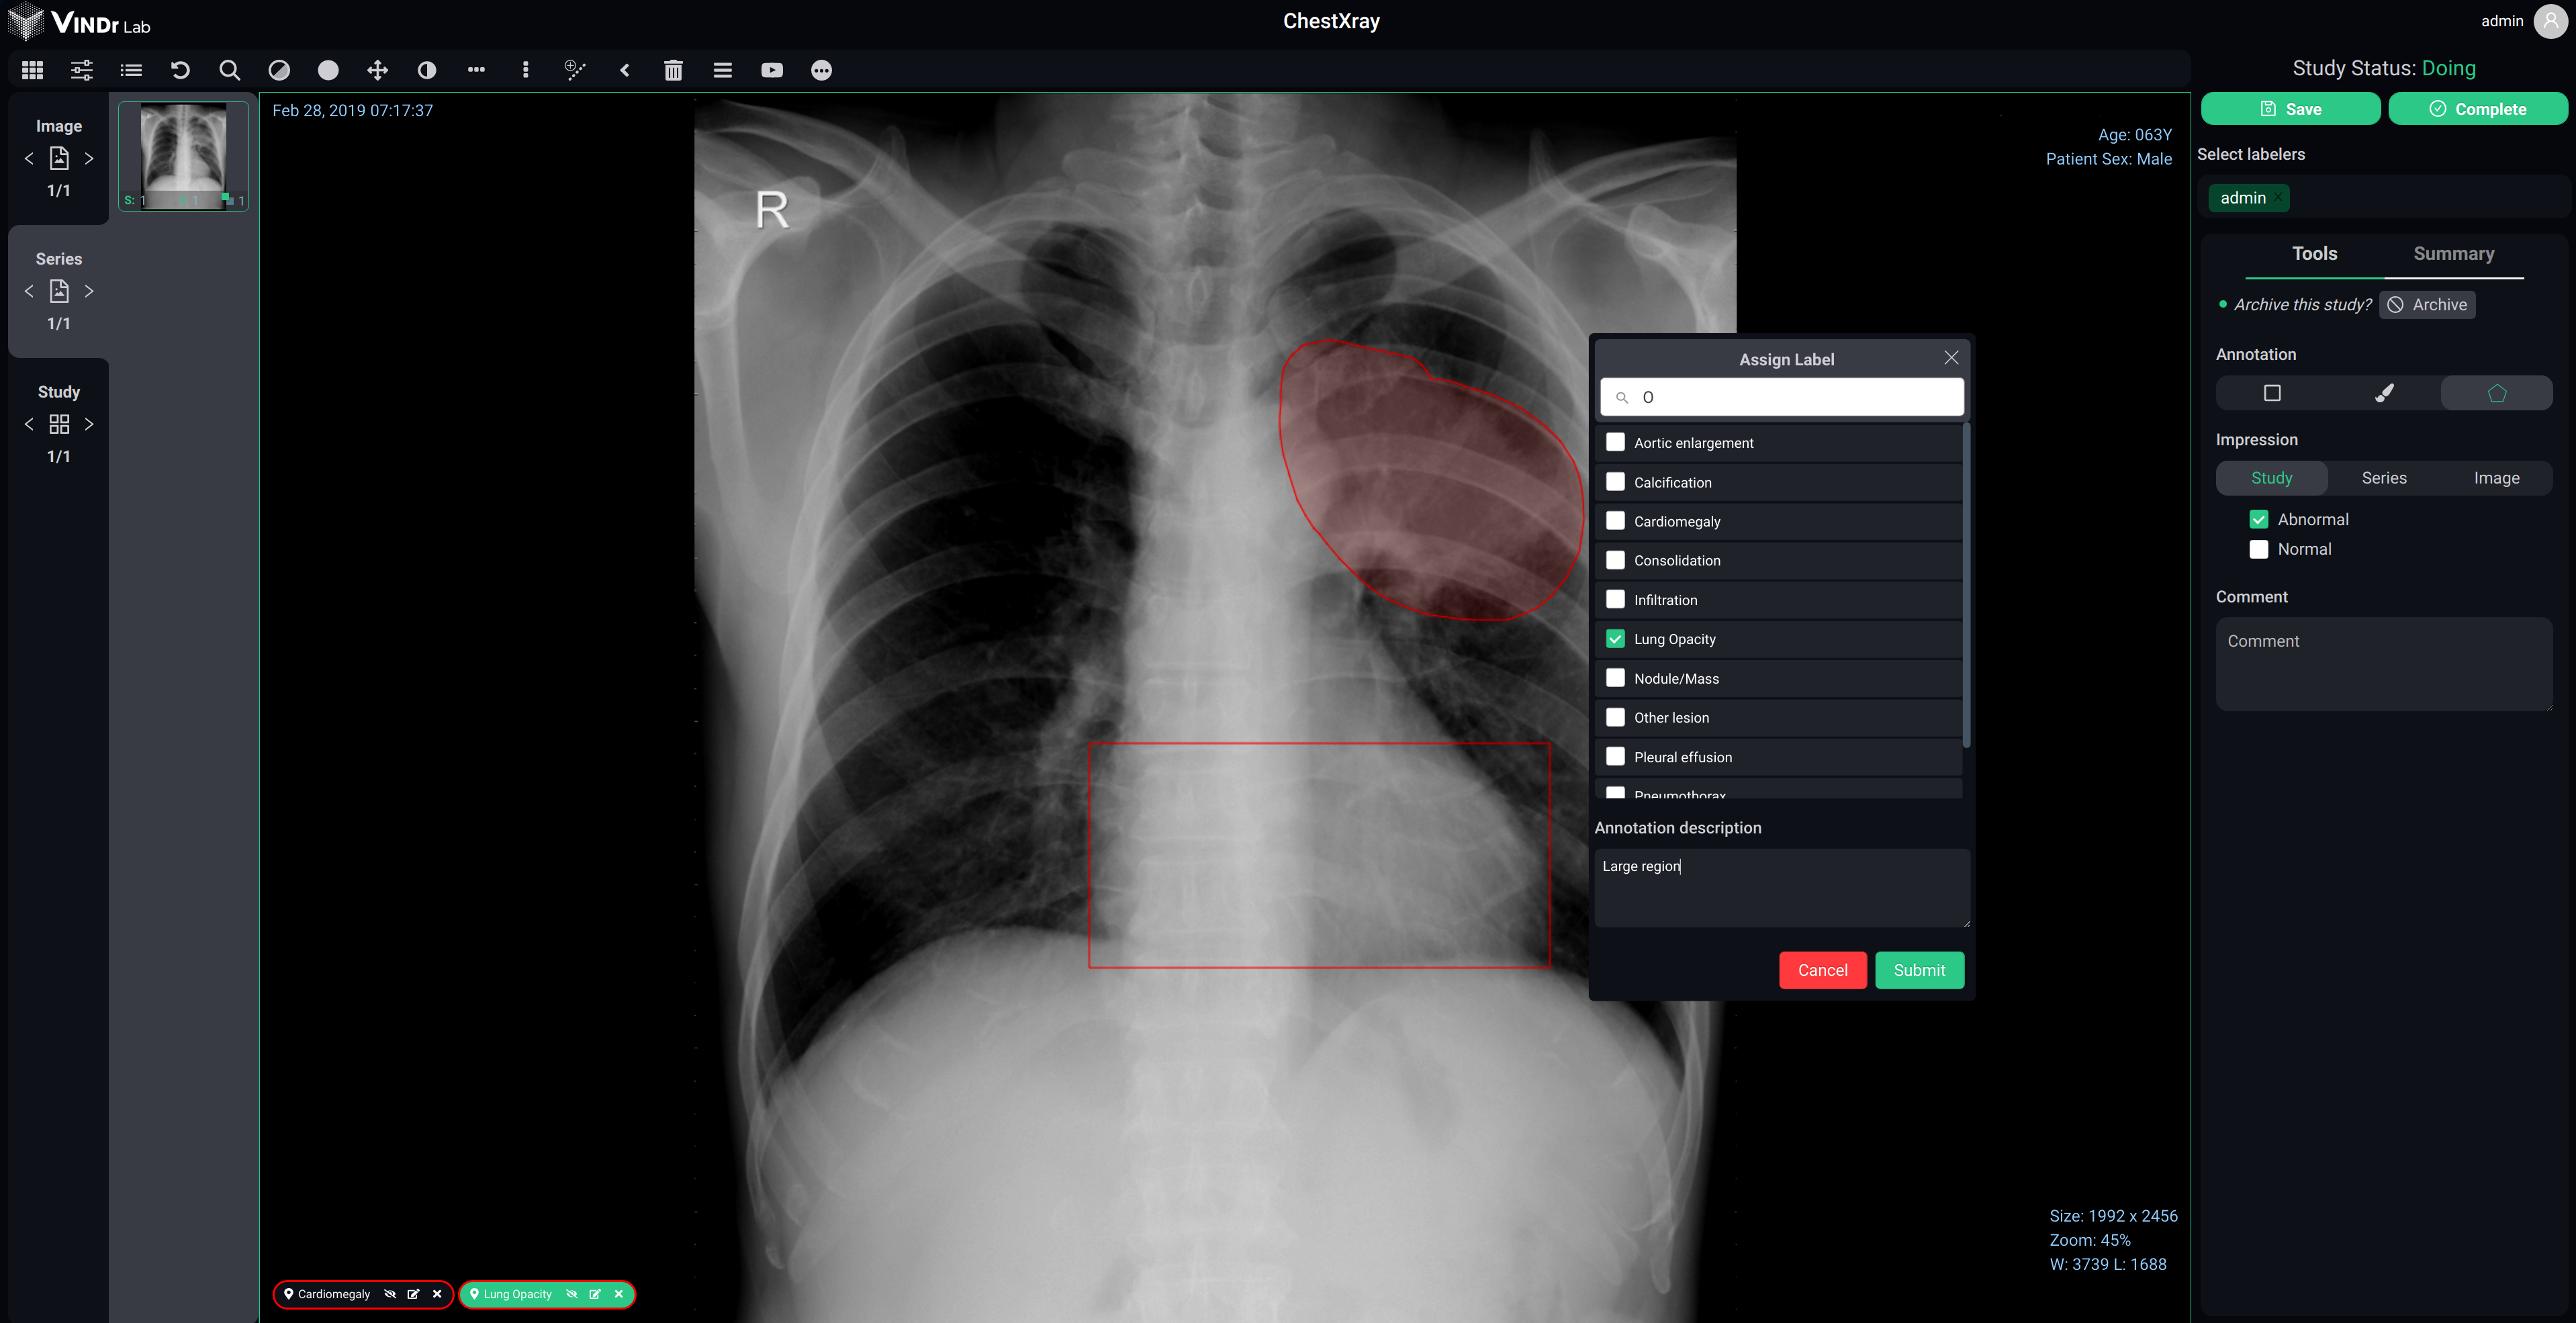 VINDr Lab
ChestXray
admin
Study Status: Doing
Save
Complete
Select labelers
admin
Tools
Summary
Archive this study?
Archive
Annotation
Impression
Study
Series
Image
Abnormal
Normal
Comment
Comment
Image
1/1
Series
1/1
Study
1/1
S: 1
1
1
Feb 28, 2019 07:17:37
Age: 063Y
Patient Sex: Male
R
Assign Label
O
Aortic enlargement
Calcification
Cardiomegaly
Consolidation
Infiltration
Lung Opacity
Nodule/Mass
Other lesion
Pleural effusion
Pneumothorax
Annotation description
Large region
Cancel
Submit
Size: 1992 x 2456
Zoom: 45%
W: 3739 L: 1688
Cardiomegaly
Lung Opacity